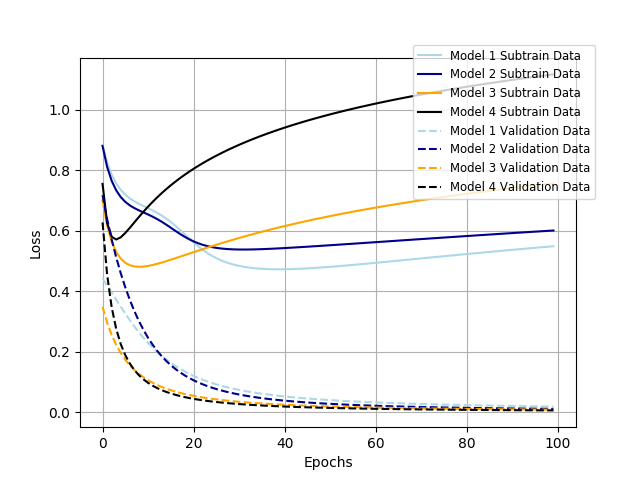 Model 1 Subtrain Data
Model 2 Subtrain Data
Model 3 Subtrain Data
Model 4 Subtrain Data
Model 1 Validation Data
Model 2 Validation Data
Model 3 Validation Data
Model 4 Validation Data
1.0
0.8
0.6
0.4
0.2
0.0
Loss
0 20 40 60 80 100
Epochs